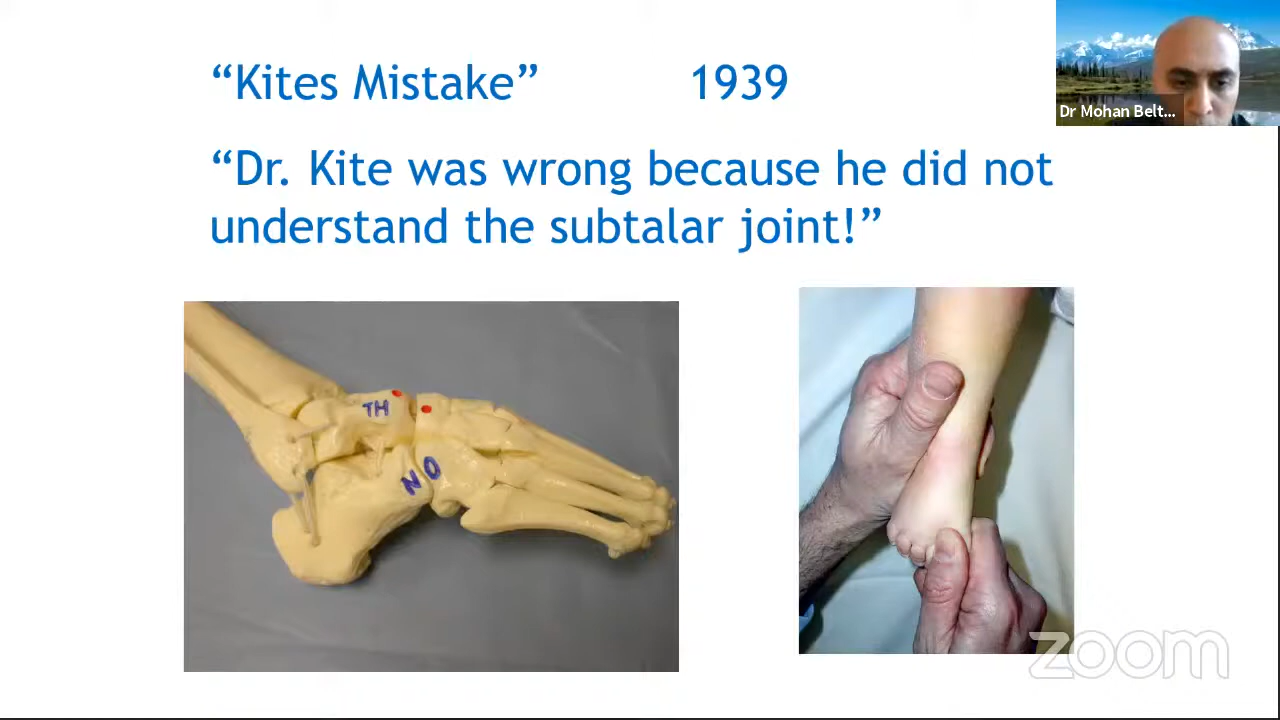 “Kites Mistake” 1939
Dr Mohan Belt...
“Dr. Kite was wrong because he did not
understand the subtalar joint!”
TH
NO
zoom